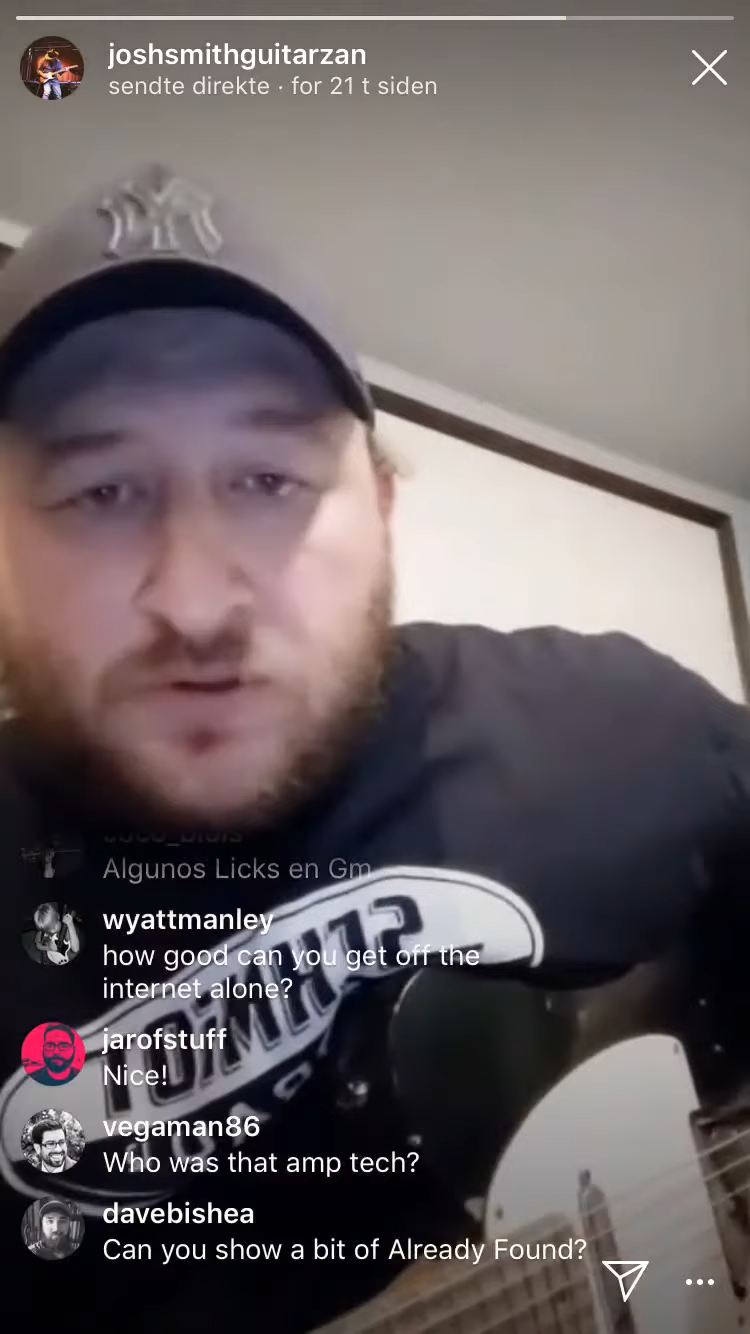 joshsmithguitarzan
sendte direkte · for 21 t siden
Algunos Licks en Gm
wyattmanley
how good can you get off the
internet alone?
jarofstuff
Nice!
vegaman86
Who was that amp tech?
davebishea
Can you show a bit of Already Found?